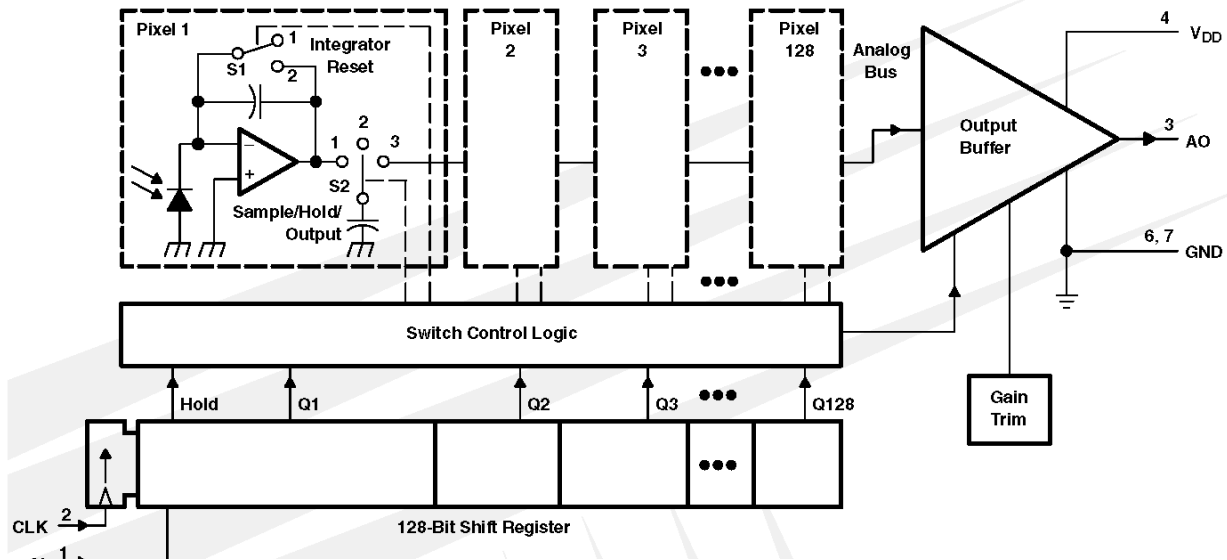 Pixel 1
1
Integrator
Reset
S1
2
1
2
3
S2
−
+
Sample/Hold/
Output
Pixel
2
Pixel
3
Pixel
128
Analog
Bus
Output
Buffer
4
VDD
3
AO
6, 7
GND
Gain
Trim
Switch Control Logic
Hold
Q1
Q2
Q3
Q128
CLK
2
128-Bit Shift Register
1